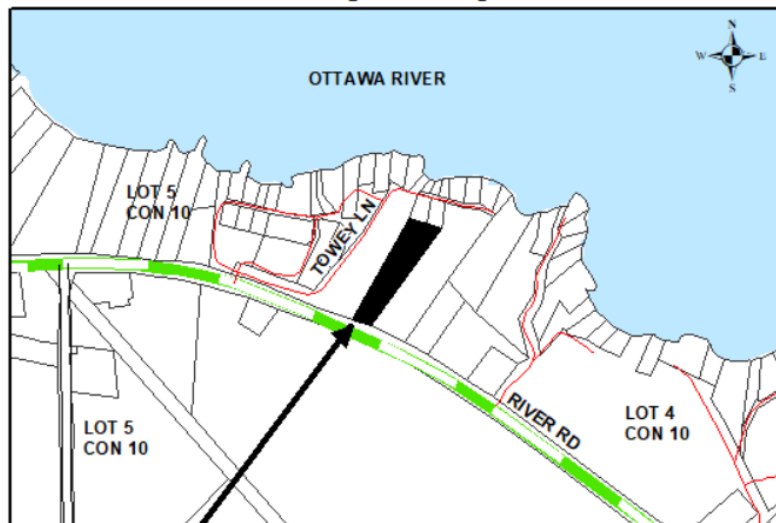 N
W E
S
OTTAWA RIVER
LOT 5
CON 10
TOWEY LN
RIVER RD
LOT 4
CON 10
LOT 5
CON 10